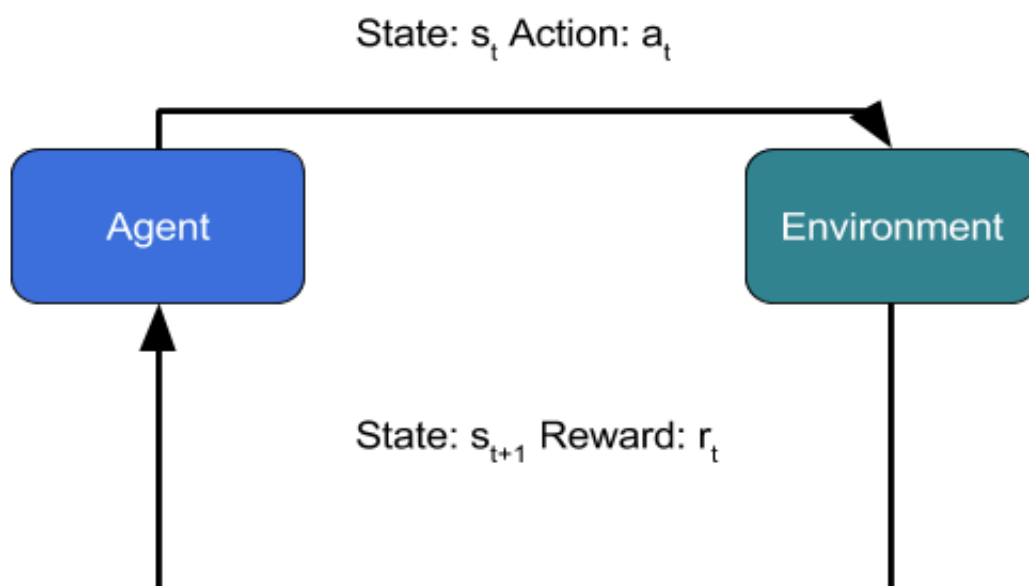 State: sₜ Action: aₜ
Agent
Environment
State: sₜ₊₁ Reward: rₜ